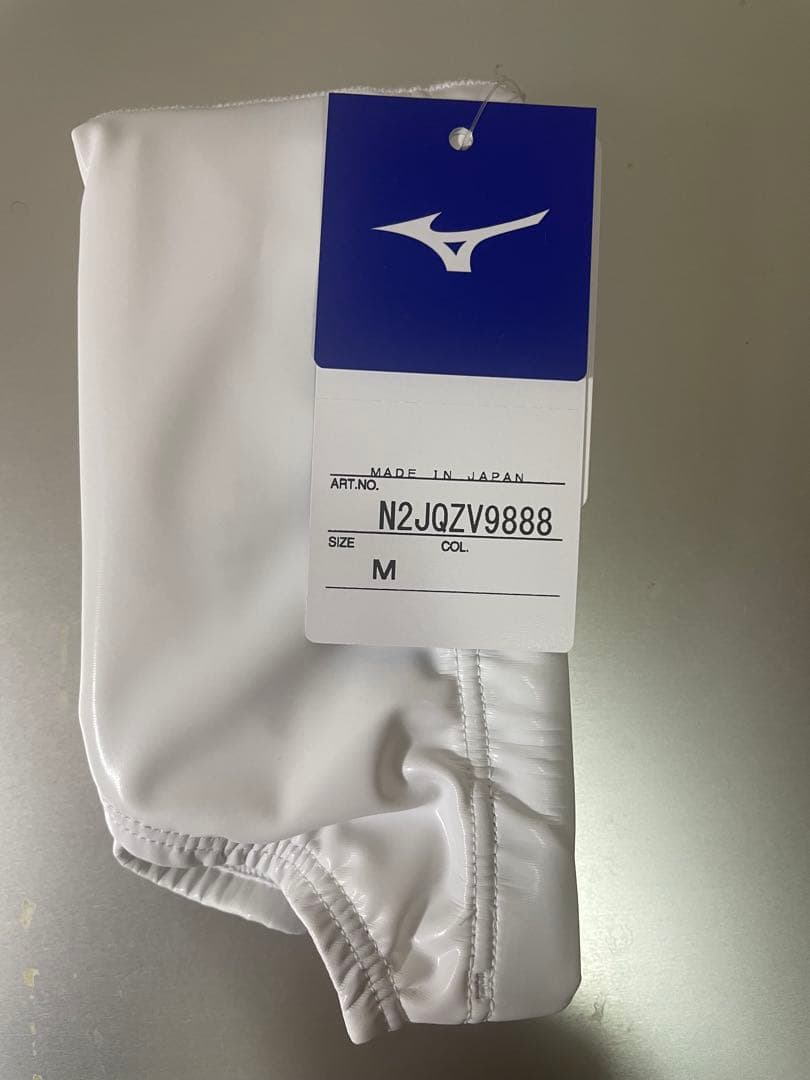 MADE IN JAPAN
ART.NO.
N2JQZV9888
SIZE COL.
M